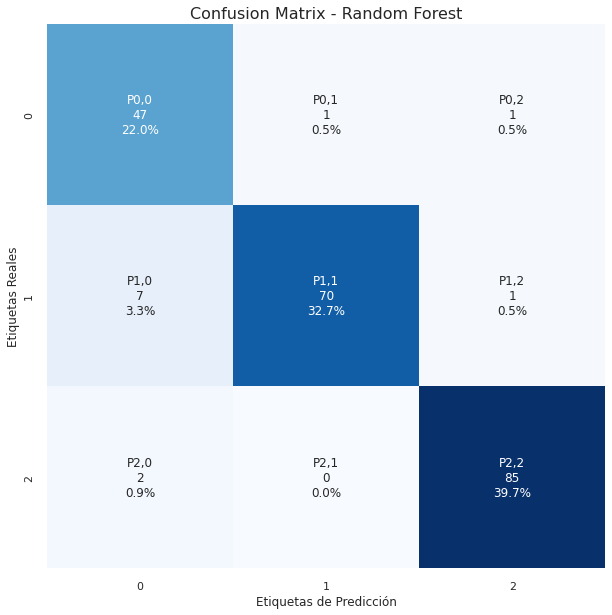 Confusion Matrix - Random Forest
P0,0
47
22.0%
P0,1
1
0.5%
P0,2
1
0.5%
0
P1,0
7
3.3%
P1,1
70
32.7%
P1,2
1
0.5%
1
P2,0
2
0.9%
P2,1
0
0.0%
P2,2
85
39.7%
2
Etiquetas Reales
0
1
2
Etiquetas de Predicción